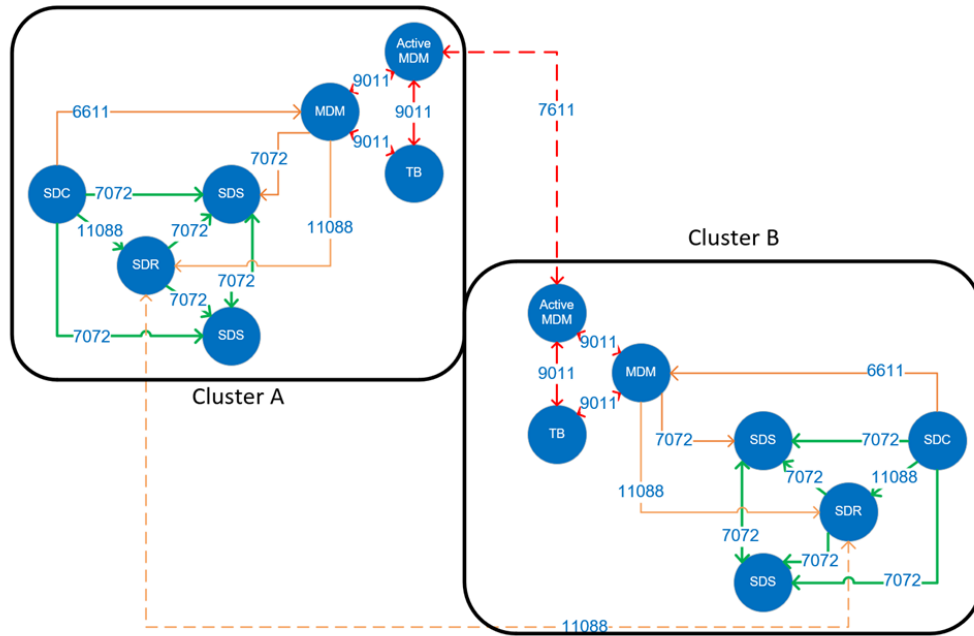 Active
MDM
9011
6611
MDM
9011
7611
9011
7072
TB
SDC
7072
SDS
11088
7072
11088
Cluster B
SDR
7072
7072
Active
MDM
7072
SDS
9011
Cluster A
9011
MDM
6611
9011
TB
7072
SDS
7072
SDC
7072
11088
11088
SDR
7072
7072
SDS
7072
11088